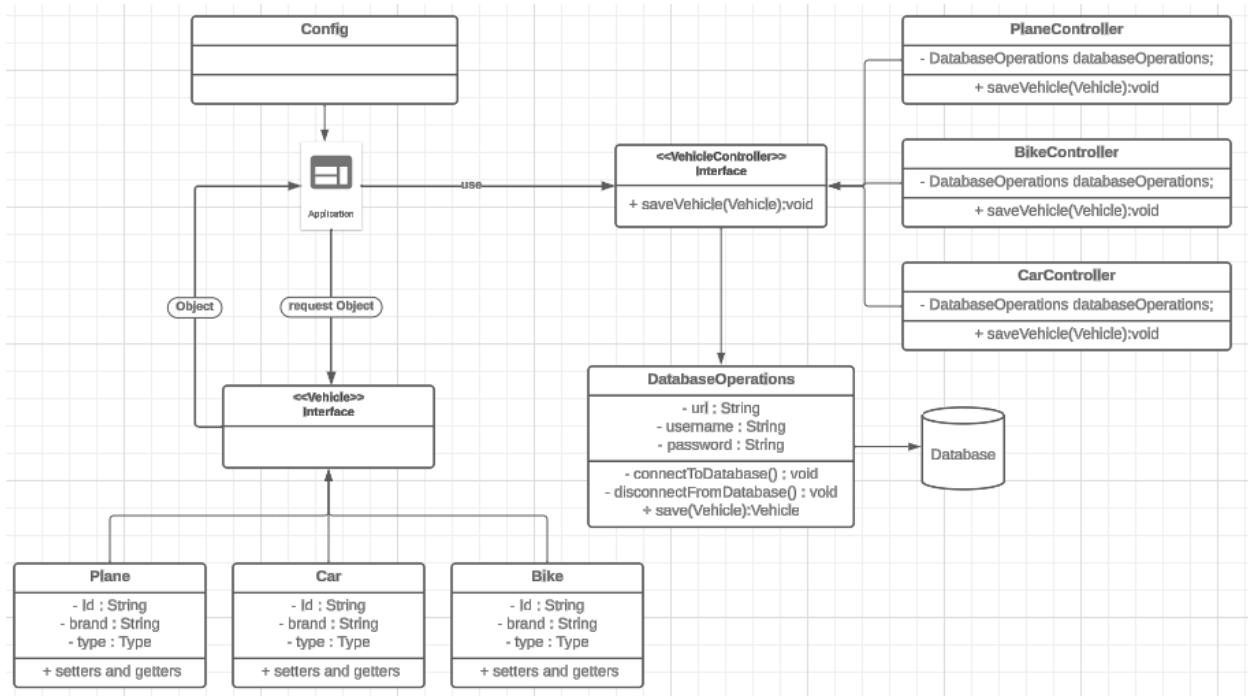 Config
PlaneController
- DatabaseOperations databaseOperations;
+ saveVehicle(Vehicle):void
BikeController
- DatabaseOperations databaseOperations;
+ saveVehicle(Vehicle):void
CarController
- DatabaseOperations databaseOperations;
+ saveVehicle(Vehicle):void
<<VehicleController>>
Interface
+ saveVehicle(Vehicle):void
use
Application
Object
request Object
<<Vehicle>>
Interface
DatabaseOperations
- url : String
- username : String
- password : String
- connectToDatabase() : void
- disconnectFromDatabase() : void
+ save(Vehicle):Vehicle
Database
Plane
- Id : String
- brand : String
- type : Type
+ setters and getters
Car
- Id : String
- brand : String
- type : Type
+ setters and getters
Bike
- Id : String
- brand : String
- type : Type
+ setters and getters